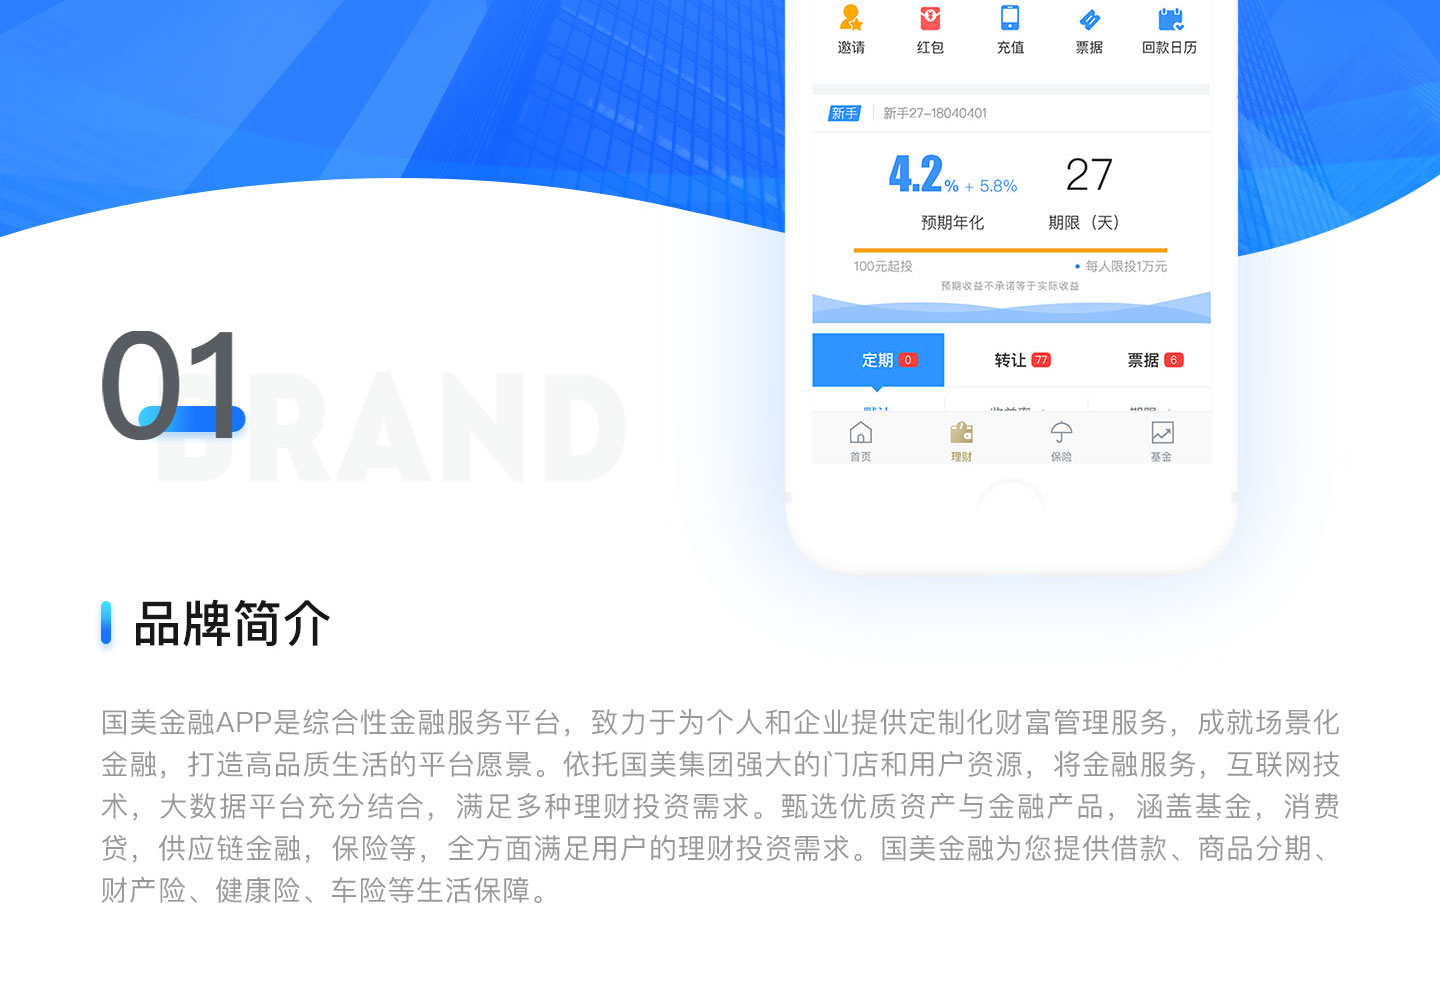 邀请 红包 充值 票据 回款日历
新手 新手27-18040401
4.2% + 5.8% 27
预期年化 期限（天）
100元起投 • 每人限投1万元
预期收益不承诺等于实际收益
定期 0 转让 77 票据 6
首页 理财 保险 基金
01
BRAND
品牌简介
国美金融APP是综合性金融服务平台，致力于为个人和企业提供定制化财富管理服务，成就场景化
金融，打造高品质生活的平台愿景。依托国美集团强大的门店和用户资源，将金融服务，互联网技
术，大数据平台充分结合，满足多种理财投资需求。甄选优质资产与金融产品，涵盖基金，消费
贷，供应链金融，保险等，全方面满足用户的理财投资需求。国美金融为您提供借款、商品分期、
财产险、健康险、车险等生活保障。